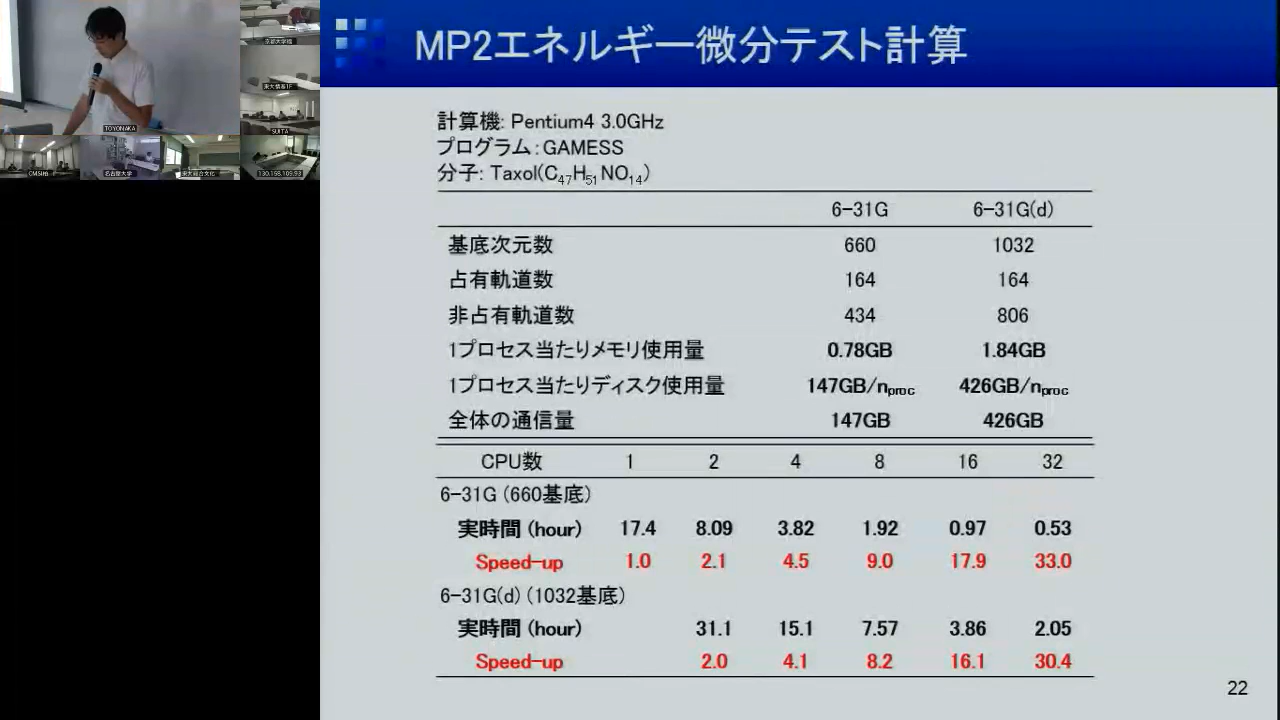 MP2エネルギー微分テスト計算
計算機: Pentium4 3.0GHz
プログラム: GAMESS
分子: Taxol(C47H51NO14)
6-31G 6-31G(d)
基底次元数 660 1032
占有軌道数 164 164
非占有軌道数 434 806
1プロセス当たりメモリ使用量 0.78GB 1.84GB
1プロセス当たりディスク使用量 147GB/nproc 426GB/nproc
全体の通信量 147GB 426GB
CPU数 1 2 4 8 16 32
6-31G (660基底)
実時間 (hour) 17.4 8.09 3.82 1.92 0.97 0.53
Speed-up 1.0 2.1 4.5 9.0 17.9 33.0
6-31G(d) (1032基底)
実時間 (hour) 31.1 15.1 7.57 3.86 2.05
Speed-up 2.0 4.1 8.2 16.1 30.4
22
TOYONAKA
SUITA
名古屋大学